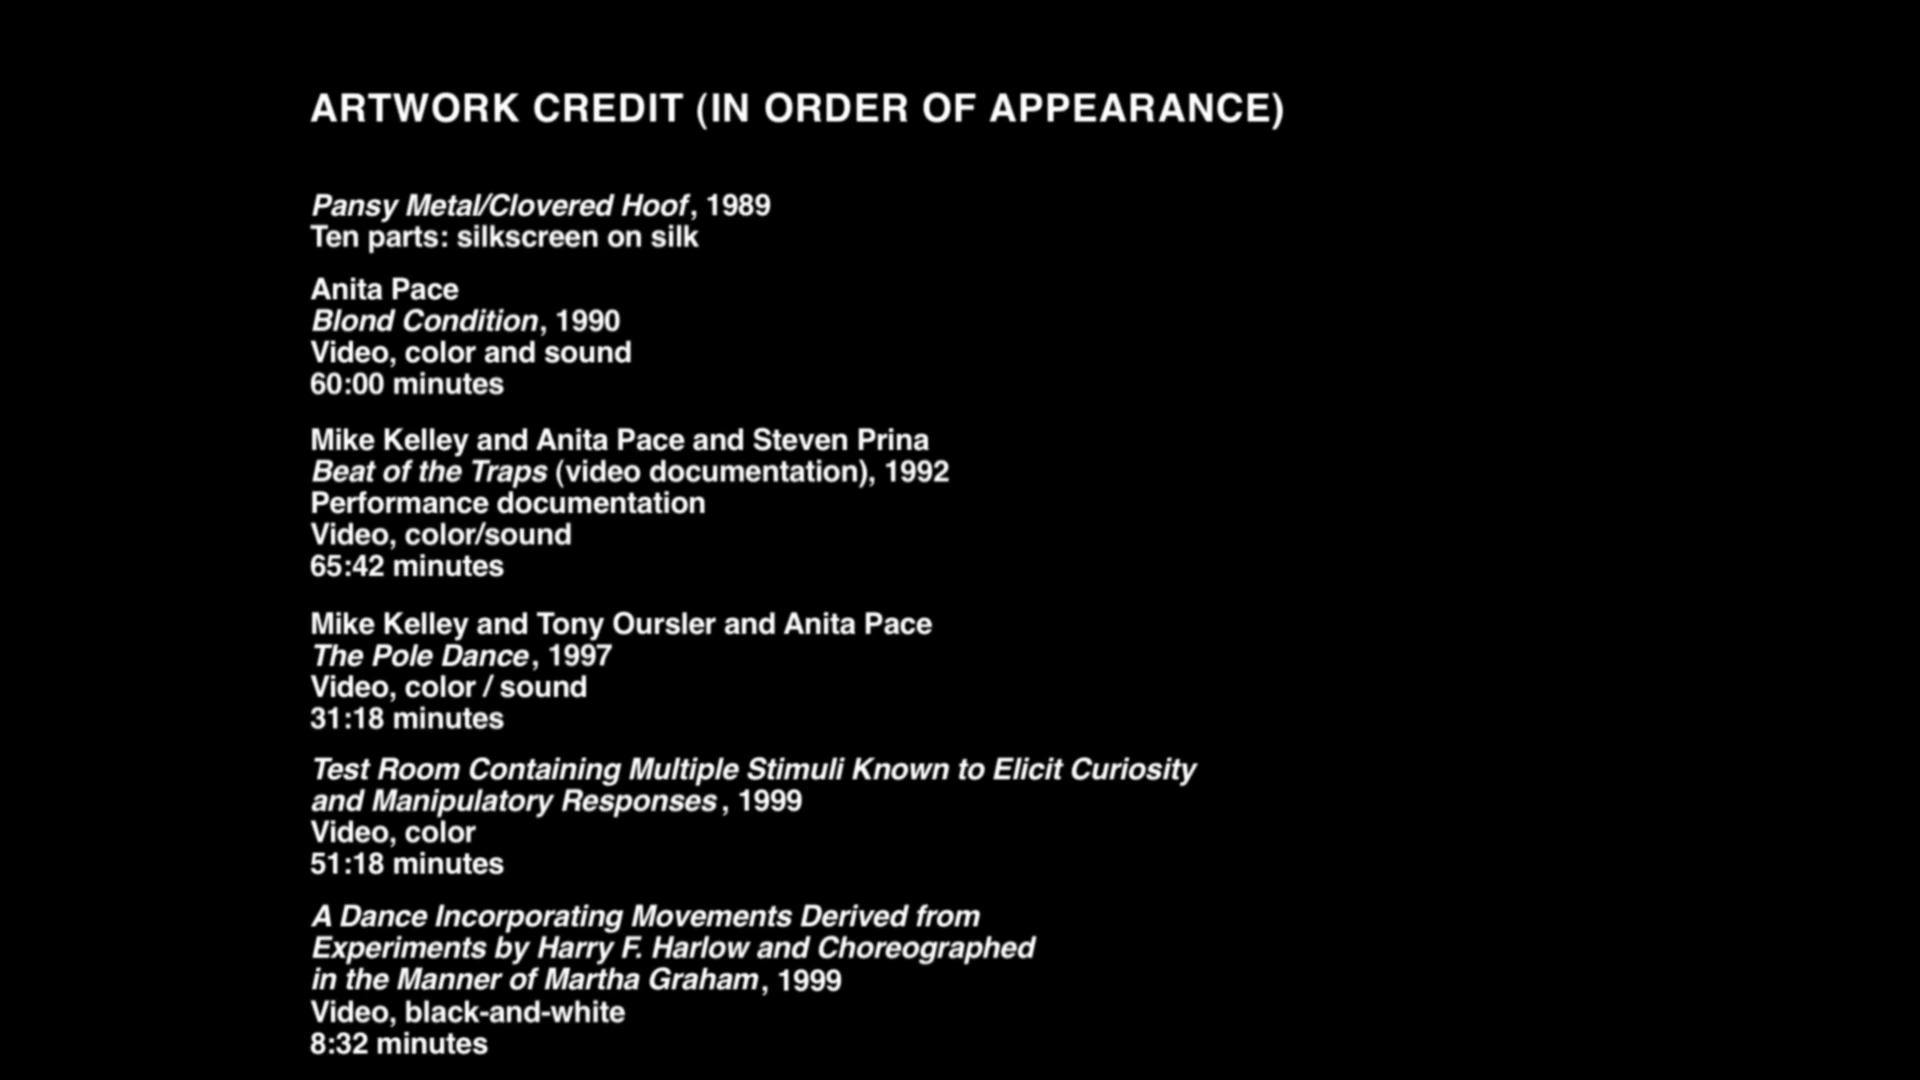 ARTWORK CREDIT (IN ORDER OF APPEARANCE)
Pansy Metal/Clovered Hoof, 1989
Ten parts: silkscreen on silk
Anita Pace
Blond Condition, 1990
Video, color and sound
60:00 minutes
Mike Kelley and Anita Pace and Steven Prina
Beat of the Traps (video documentation), 1992
Performance documentation
Video, color/sound
65:42 minutes
Mike Kelley and Tony Oursler and Anita Pace
The Pole Dance, 1997
Video, color / sound
31:18 minutes
Test Room Containing Multiple Stimuli Known to Elicit Curiosity
and Manipulatory Responses, 1999
Video, color
51:18 minutes
A Dance Incorporating Movements Derived from
Experiments by Harry F. Harlow and Choreographed
in the Manner of Martha Graham, 1999
Video, black-and-white
8:32 minutes